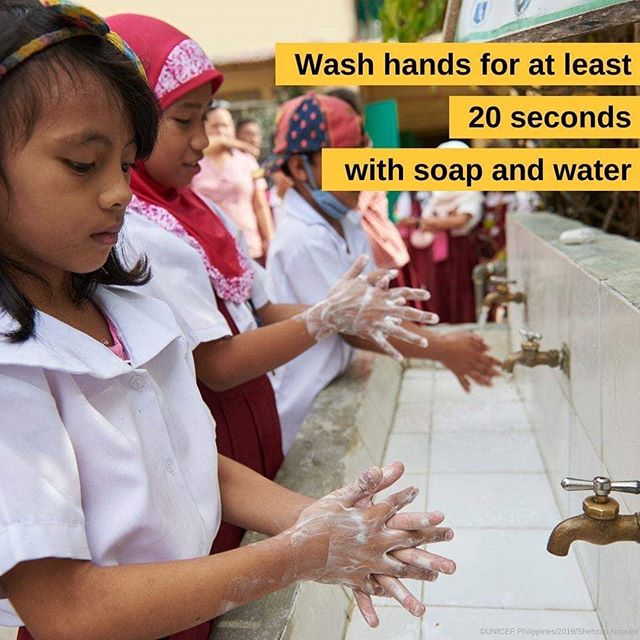 Wash hands for at least
20 seconds
with soap and water
©UNICEF Philippines/2019/Shehzad Noorani